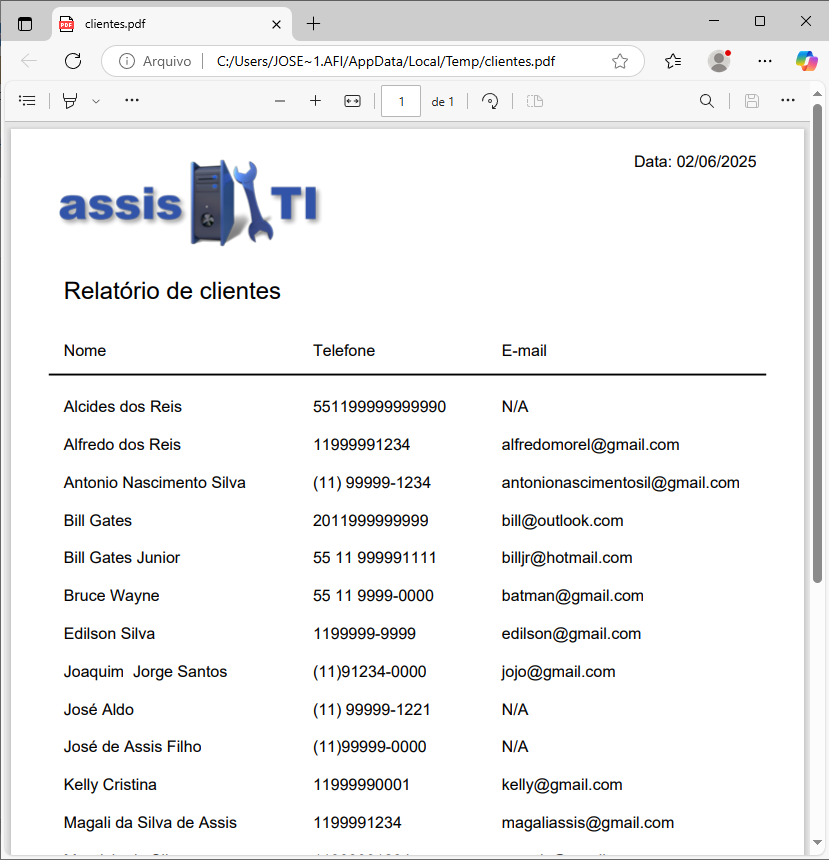 clientes.pdf
Arquivo C:/Users/JOSE~1.AFI/AppData/Local/Temp/clientes.pdf
1 de 1
Data: 02/06/2025
assis TI
Relatório de clientes
Nome Telefone E-mail
Alcides dos Reis 551199999999990 N/A
Alfredo dos Reis 11999991234 alfredomorel@gmail.com
Antonio Nascimento Silva (11) 99999-1234 antonionascimentosil@gmail.com
Bill Gates 2011999999999 bill@outlook.com
Bill Gates Junior 55 11 999991111 billjr@hotmail.com
Bruce Wayne 55 11 9999-0000 batman@gmail.com
Edilson Silva 1199999-9999 edilson@gmail.com
Joaquim  Jorge Santos (11)91234-0000 jojo@gmail.com
José Aldo (11) 99999-1221 N/A
José de Assis Filho (11)99999-0000 N/A
Kelly Cristina 11999990001 kelly@gmail.com
Magali da Silva de Assis 1199991234 magaliassis@gmail.com